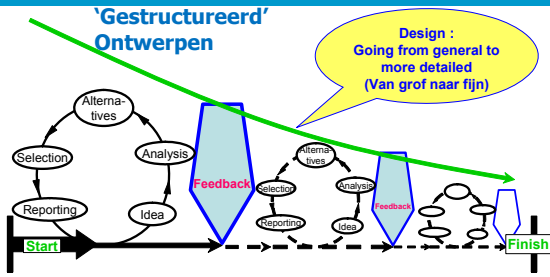 ‘Gestructureerd’
Ontwerpen
Design :
Going from general to
more detailed
(Van grof naar fijn)
Alterna-
tives
Selection
Analysis
Reporting
Idea
Start
Feedback
Alterna-
tives
Selection
Analysis
Reporting
Idea
Feedback
Finish